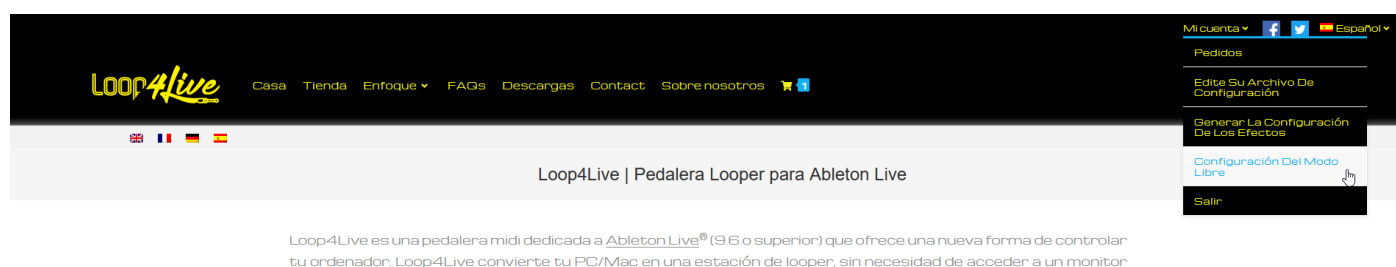 Mi cuenta Español
Loop4Live Casa Tienda Enfoque FAQs Descargas Contact Sobre nosotros 1
Pedidos
Edite Su Archivo De
Configuración
Generar La Configuración
De Los Efectos
Configuración Del Modo
Libre
Salir
Loop4Live | Pedalera Looper para Ableton Live
Loop4Live es una pedalera midi dedicada a Ableton Live® (9.6 o superior) que ofrece una nueva forma de controlar
tu ordenador. Loop4Live convierte tu PC/Mac en una estación de looper, sin necesidad de acceder a un monitor